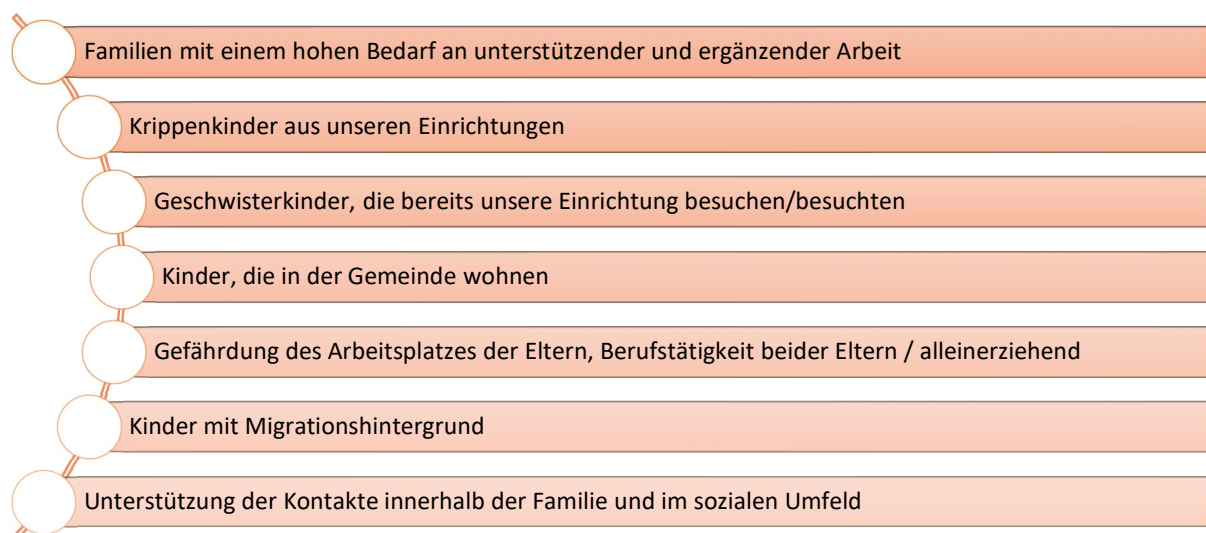 Familien mit einem hohen Bedarf an unterstützender und ergänzender Arbeit
Krippenkinder aus unseren Einrichtungen
Geschwisterkinder, die bereits unsere Einrichtung besuchen/besuchten
Kinder, die in der Gemeinde wohnen
Gefährdung des Arbeitsplatzes der Eltern, Berufstätigkeit beider Eltern / alleinerziehend
Kinder mit Migrationshintergrund
Unterstützung der Kontakte innerhalb der Familie und im sozialen Umfeld